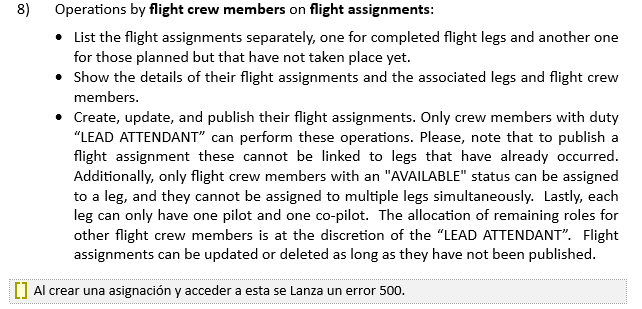 8) Operations by flight crew members on flight assignments:
• List the flight assignments separately, one for completed flight legs and another one
for those planned but that have not taken place yet.
• Show the details of their flight assignments and the associated legs and flight crew
members.
• Create, update, and publish their flight assignments. Only crew members with duty
“LEAD ATTENDANT” can perform these operations. Please, note that to publish a
flight assignment these cannot be linked to legs that have already occurred.
Additionally, only flight crew members with an "AVAILABLE" status can be assigned
to a leg, and they cannot be assigned to multiple legs simultaneously. Lastly, each
leg can only have one pilot and one co-pilot. The allocation of remaining roles for
other flight crew members is at the discretion of the “LEAD ATTENDANT”. Flight
assignments can be updated or deleted as long as they have not been published.
[] Al crear una asignación y acceder a esta se Lanza un error 500.